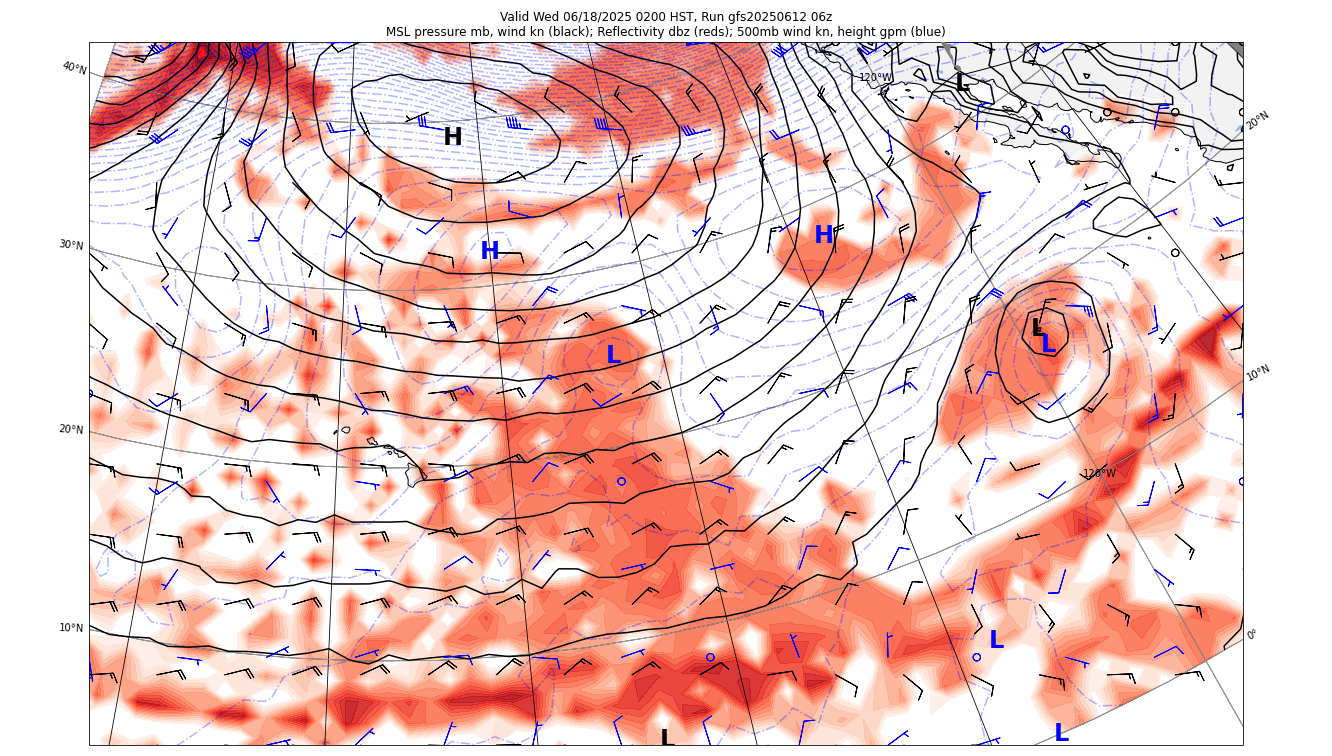 Valid Wed 06/18/2025 0200 HST, Run gfs20250612 06z
MSL pressure mb, wind kn (black); Reflectivity dbz (reds); 500mb wind kn, height gpm (blue)
40°N
120°W
L
20°N
H
30°N
H
H
L
L
L
10°N
20°N
120°W
10°N
0°
L
L
L